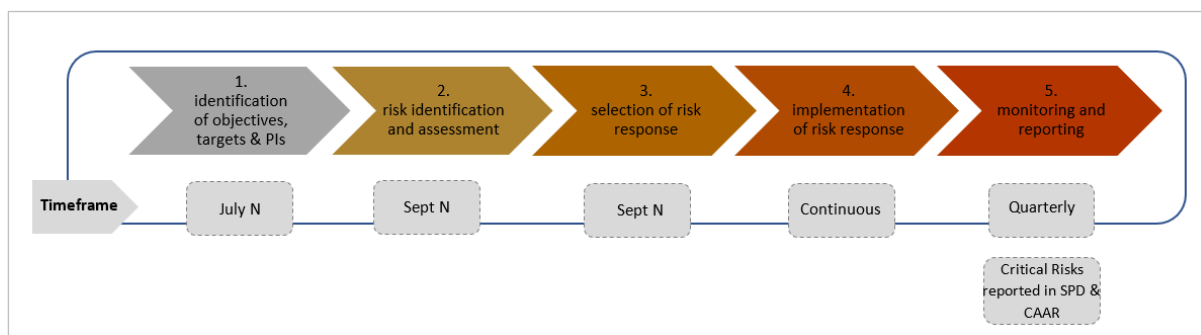 1.
identification
of objectives,
targets & PIs
2.
risk identification
and assessment
3.
selection of risk
response
4.
implementation
of risk response
5.
monitoring and
reporting
Timeframe
July N
Sept N
Sept N
Continuous
Quarterly
Critical Risks
reported in SPD &
CAAR